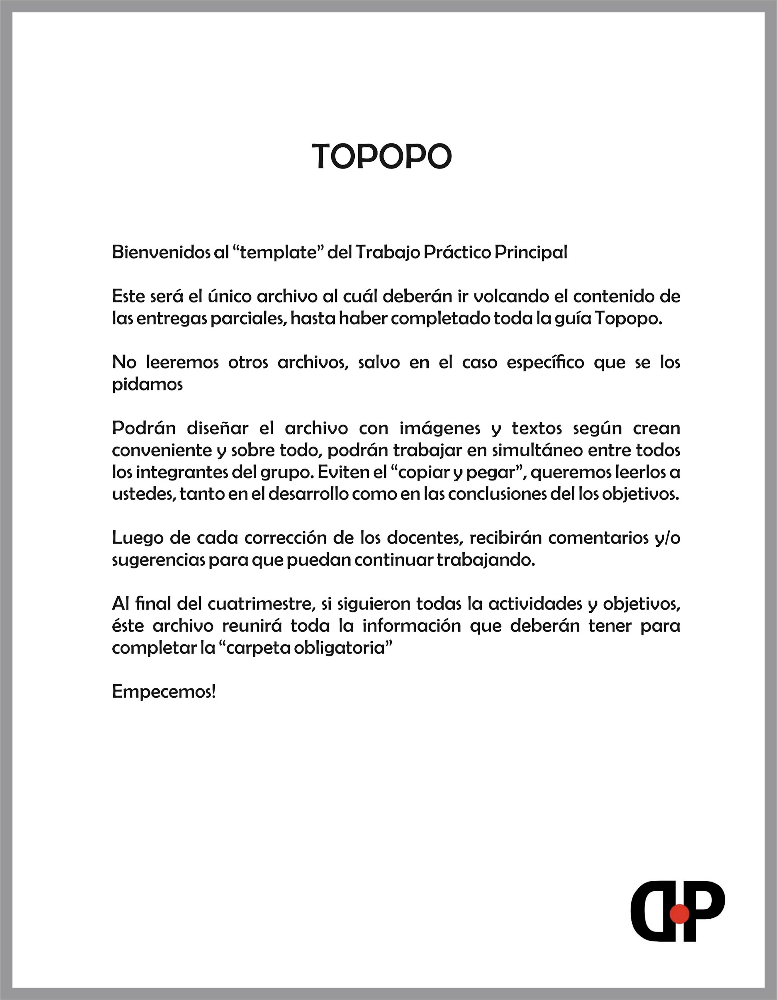 TOPOPO
Bienvenidos al “template” del Trabajo Práctico Principal
Este será el único archivo al cuál deberán ir volcando el contenido de
las entregas parciales, hasta haber completado toda la guía Topopo.
No leeremos otros archivos, salvo en el caso específico que se los
pidamos
Podrán diseñar el archivo con imágenes y textos según crean
conveniente y sobre todo, podrán trabajar en simultáneo entre todos
los integrantes del grupo. Eviten el “copiar y pegar”, queremos leerlos a
ustedes, tanto en el desarrollo como en las conclusiones del los objetivos.
Luego de cada corrección de los docentes, recibirán comentarios y/o
sugerencias para que puedan continuar trabajando.
Al final del cuatrimestre, si siguieron todas la actividades y objetivos,
éste archivo reunirá toda la información que deberán tener para
completar la “carpeta obligatoria”
Empecemos!
DP